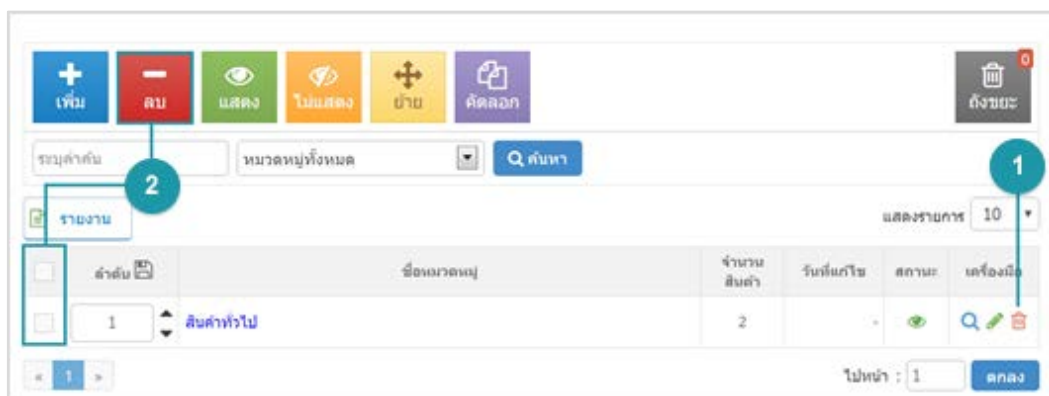 เพิ่ม ลบ แสดง ไม่แสดง ย้าย คัดลอก ถังขยะ 0
ระบุคำค้น หมวดหมู่ทั้งหมด ค้นหา 1
2
รายงาน แสดงรายการ 10
ลำดับ ชื่อหมวดหมู่ จำนวนสินค้า วันที่แก้ไข สถานะ เครื่องมือ
1 สินค้าทั่วไป 2 -
« 1 » ไปหน้า : 1 ตกลง